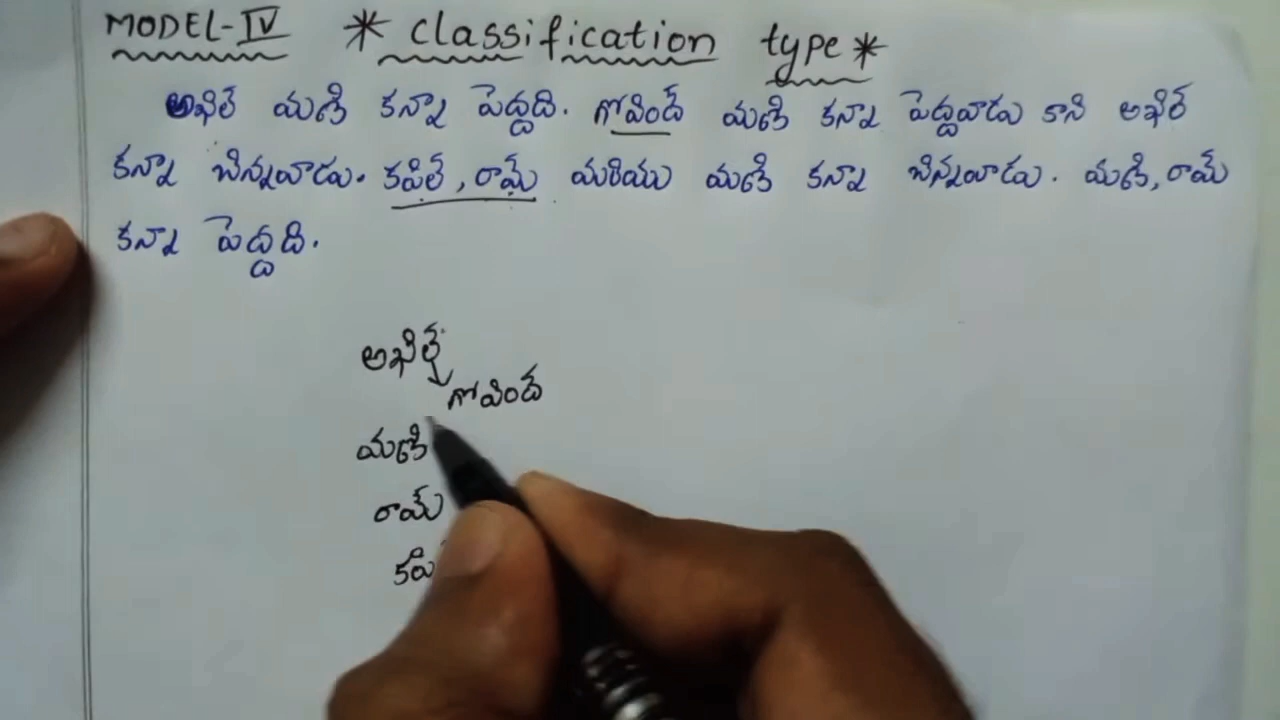 MODEL-IV * classification type *
అఖిల్ మణి కన్నా పెద్దది. గోవింద్ మణి కన్నా పెద్దవాడు కాని అఖిల్
కన్నా చిన్నవాడు. కపిల్, రామ్ మరియు మణి కన్నా చిన్నవాడు. మణి, రామ్
కన్నా పెద్దది.
అఖిల్
గోవింద్
మణి
రామ్
కపి